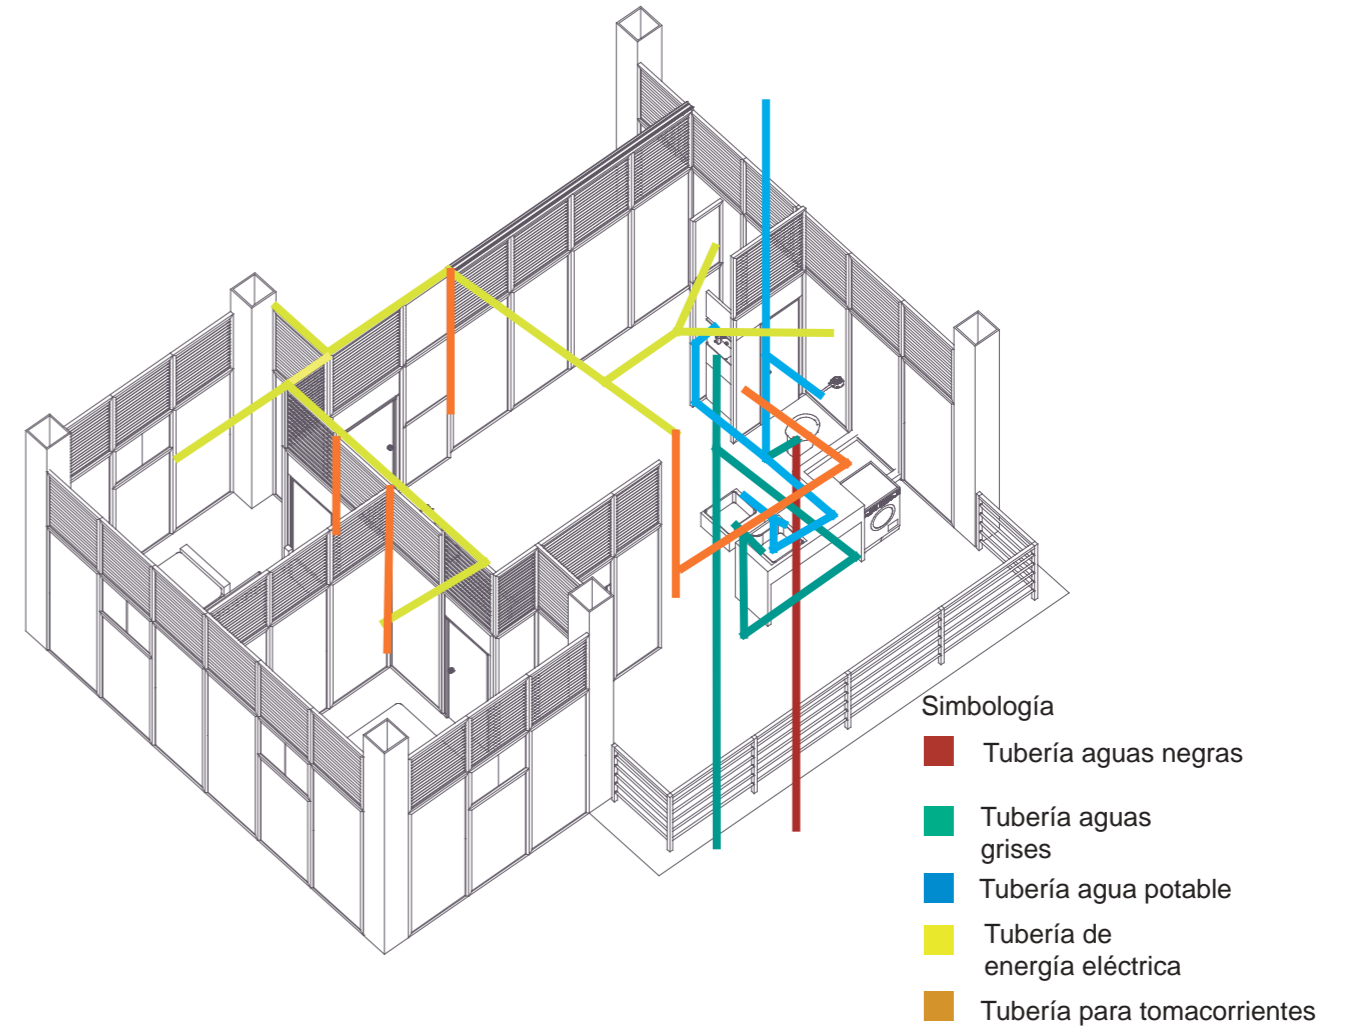 Simbología
Tubería aguas negras
Tubería aguas
grises
Tubería agua potable
Tubería de
energía eléctrica
Tubería para tomacorrientes